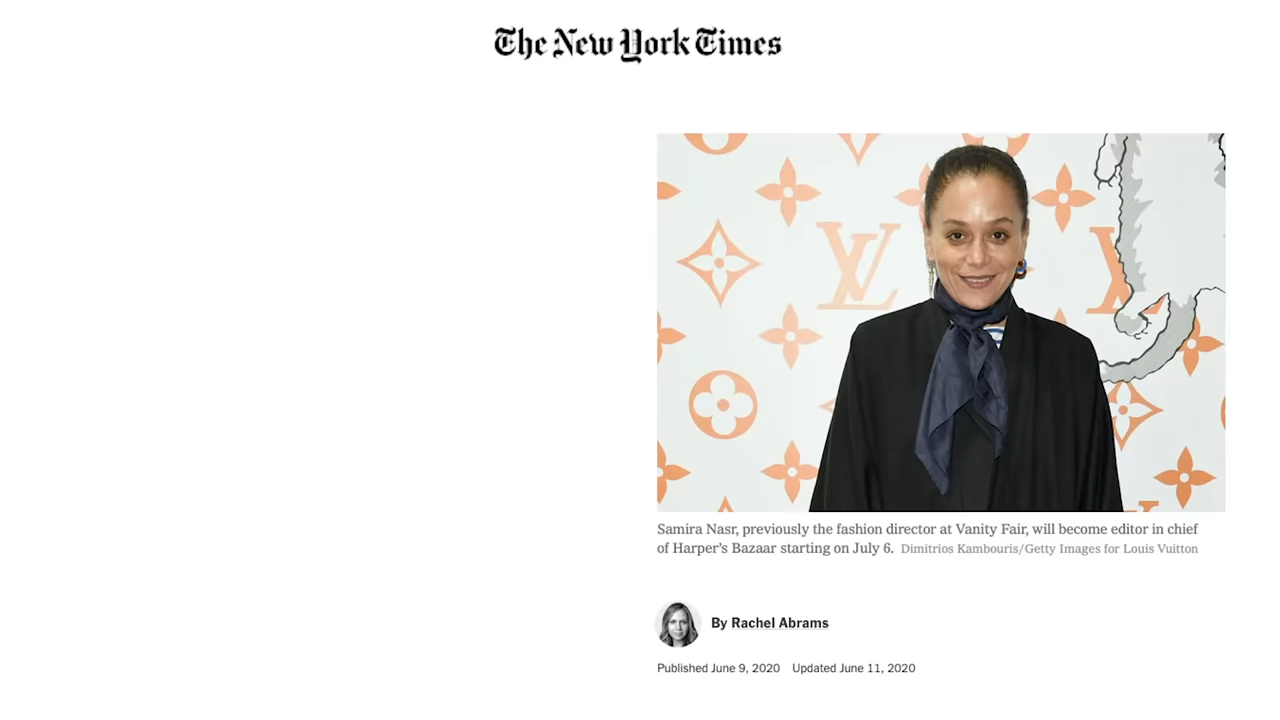 The New York Times
LV
Samira Nasr, previously the fashion director at Vanity Fair, will become editor in chief
of Harper's Bazaar starting on July 6. Dimitrios Kambouris/Getty Images for Louis Vuitton
By Rachel Abrams
Published June 9, 2020 Updated June 11, 2020